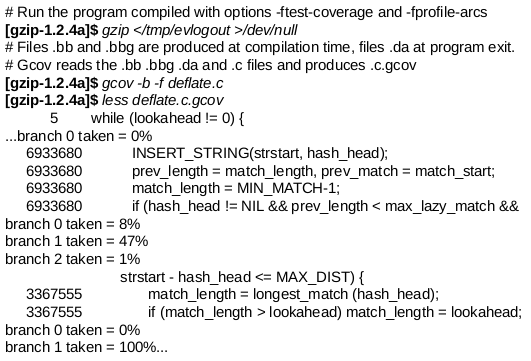 # Run the program compiled with options -ftest-coverage and -fprofile-arcs
[gzip-1.2.4a]$ gzip </tmp/evlogout >/dev/null
# Files .bb and .bbg are produced at compilation time, files .da at program exit.
# Gcov reads the .bb .bbg .da and .c files and produces .c.gcov
[gzip-1.2.4a]$ gcov -b -f deflate.c
[gzip-1.2.4a]$ less deflate.c.gcov
5 while (lookahead != 0) {
...branch 0 taken = 0%
6933680 INSERT_STRING(strstart, hash_head);
6933680 prev_length = match_length, prev_match = match_start;
6933680 match_length = MIN_MATCH-1;
6933680 if (hash_head != NIL && prev_length < max_lazy_match &&
branch 0 taken = 8%
branch 1 taken = 47%
branch 2 taken = 1%
strstart - hash_head <= MAX_DIST) {
3367555 match_length = longest_match (hash_head);
3367555 if (match_length > lookahead) match_length = lookahead;
branch 0 taken = 0%
branch 1 taken = 100%...